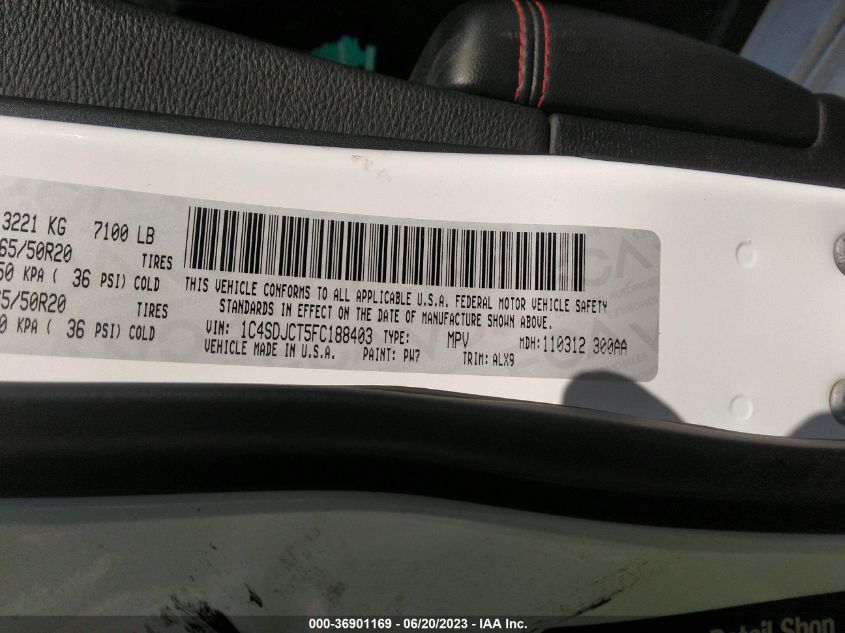 3221 KG 7100 LB
65/50R20 TIRES
50 KPA ( 36 PSI) COLD
5/50R20 TIRES
0 KPA ( 36 PSI) COLD
THIS VEHICLE CONFORMS TO ALL APPLICABLE U.S.A. FEDERAL MOTOR VEHICLE SAFETY
STANDARDS IN EFFECT ON THE DATE OF MANUFACTURE SHOWN ABOVE.
VIN: 1C4SDJCT5FC188403 TYPE: MPV MDH:110312 300AA
VEHICLE MADE IN U.S.A. PAINT: PW7 TRIM: ALX9
Shop
000-36901169 - 06/20/2023 - IAA Inc.